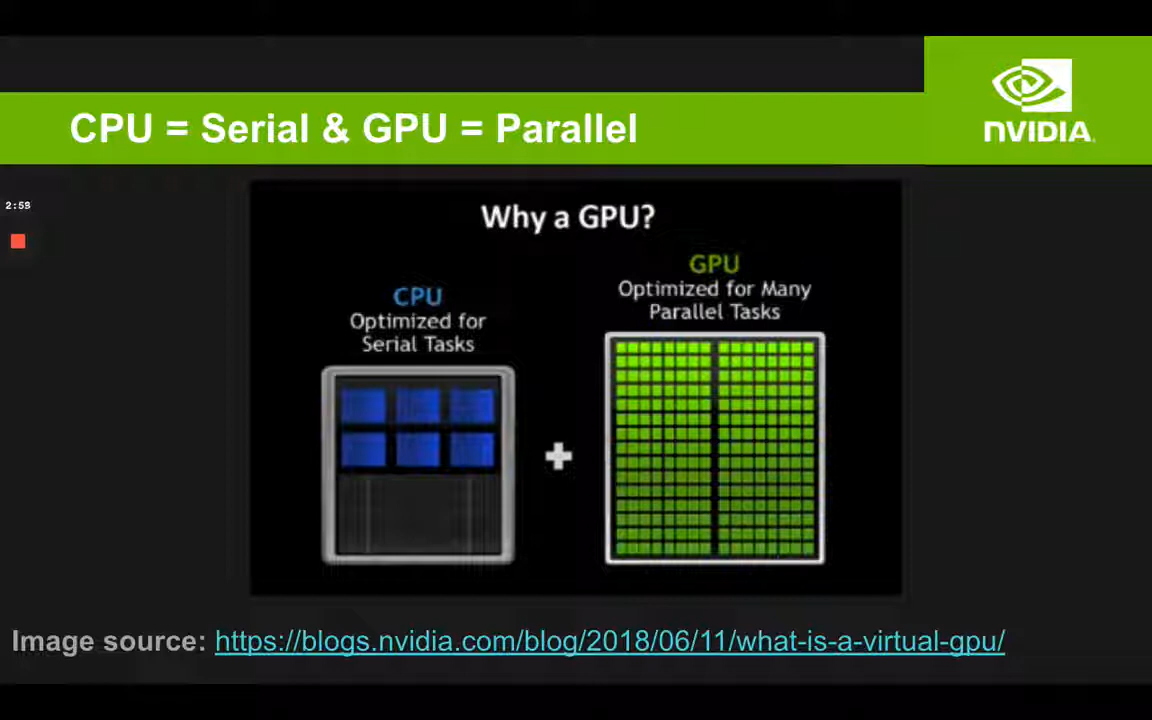 CPU = Serial & GPU = Parallel
NVIDIA.
2:53
Why a GPU?
CPU
Optimized for
Serial Tasks
GPU
Optimized for Many
Parallel Tasks
Image source: https://blogs.nvidia.com/blog/2018/06/11/what-is-a-virtual-gpu/